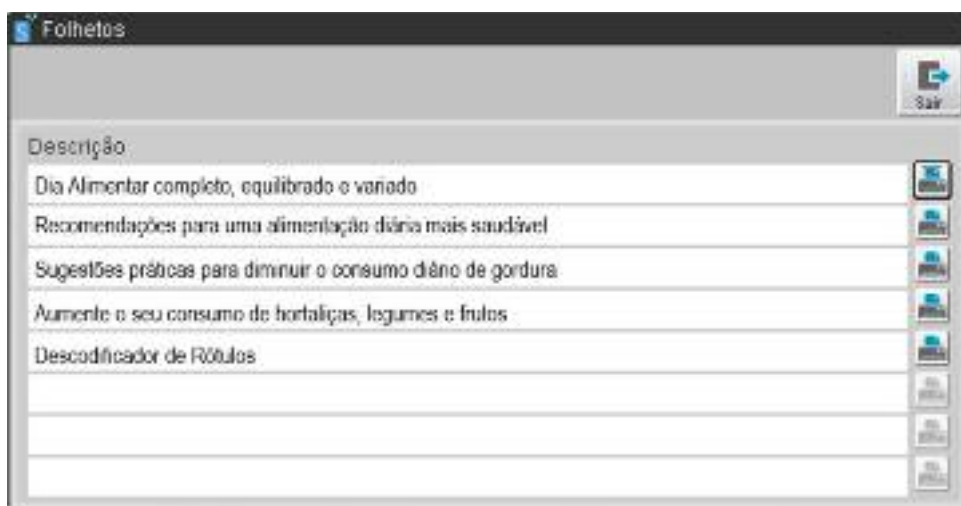 Folhetos
Sair
Descrição
Dia Alimentar completo, equilibrado e variado
Recomendações para uma alimentação diária mais saudável
Sugestões práticas para diminuir o consumo diário de gordura
Aumente o seu consumo de hortaliças, legumes e frutos
Descodificador de Rótulos